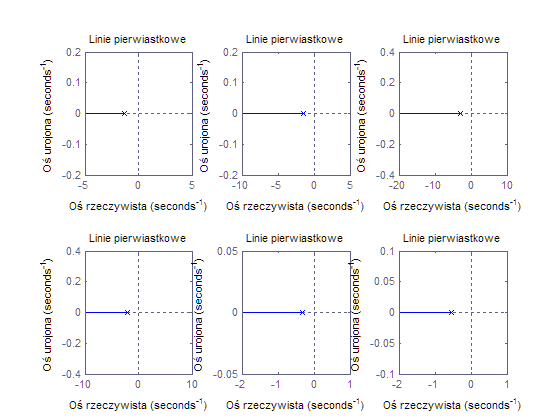 Linie pierwiastkowe Linie pierwiastkowe Linie pierwiastkowe
0.2 0.2 0.4
0.1 0.1 0.2
0 0 0
-0.1 -0.1 -0.2
-0.2 -0.2 -0.4
-5 0 5 -10 -5 0 5 -20 -10 0 10
Oś urojona (seconds⁻¹) Oś urojona (seconds⁻¹) Oś urojona (seconds⁻¹)
Oś rzeczywista (seconds⁻¹) Oś rzeczywista (seconds⁻¹) Oś rzeczywista (seconds⁻¹)
Linie pierwiastkowe Linie pierwiastkowe Linie pierwiastkowe
0.4 0.05 0.1
0.2 0.05
0 0 0
-0.2 -0.05
-0.4 -0.05 -0.1
-10 -5 0 5 -2 -1 0 1 -2 -1 0 1 2
Oś urojona (seconds⁻¹) Oś urojona (seconds⁻¹) Oś urojona (seconds⁻¹)
Oś rzeczywista (seconds⁻¹) Oś rzeczywista (seconds⁻¹) Oś rzeczywista (seconds⁻¹)